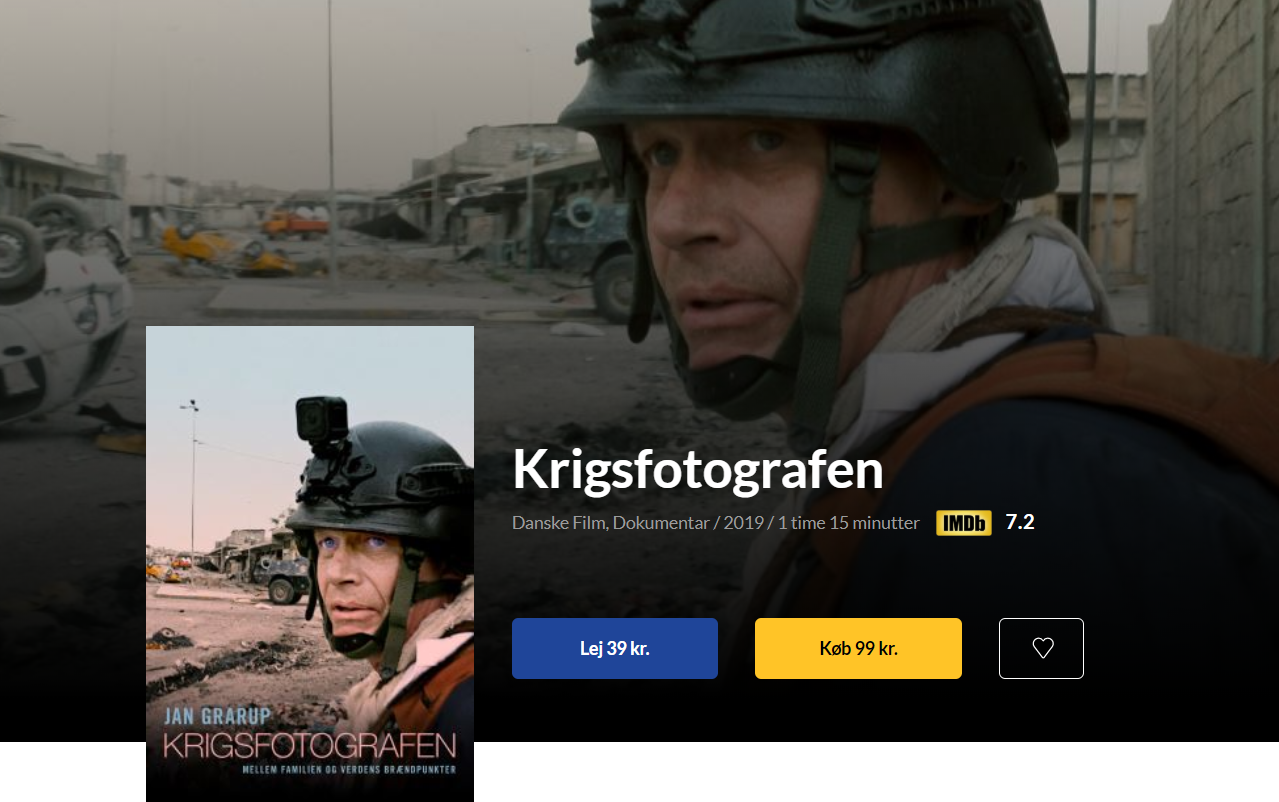 Krigsfotografen
Danske Film, Dokumentar / 2019 / 1 time 15 minutter IMDb 7.2
Lej 39 kr. Køb 99 kr.
JAN GRARUP
KRIGSFOTOGRAFEN
MELLEM FAMILIEN OG VERDENS BRÆNDPUNKTER